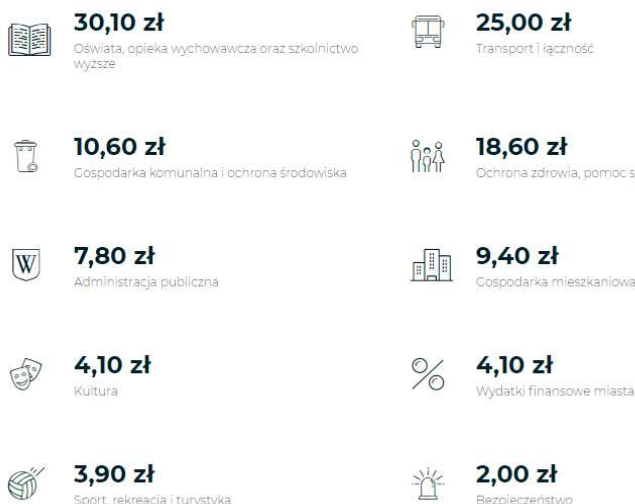 30,10 zł
Oświata, opieka wychowawcza oraz szkolnictwo
wyższe
25,00 zł
Transport i łączność
10,60 zł
Gospodarka komunalna i ochrona środowiska
18,60 zł
Ochrona zdrowia, pomoc s
W
7,80 zł
Administracja publiczna
9,40 zł
Gospodarka mieszkaniowa
4,10 zł
Kultura
%
4,10 zł
Wydatki finansowe miasta
3,90 zł
Sport, rekreacja i turystyka
2,00 zł
Bezpieczeństwo